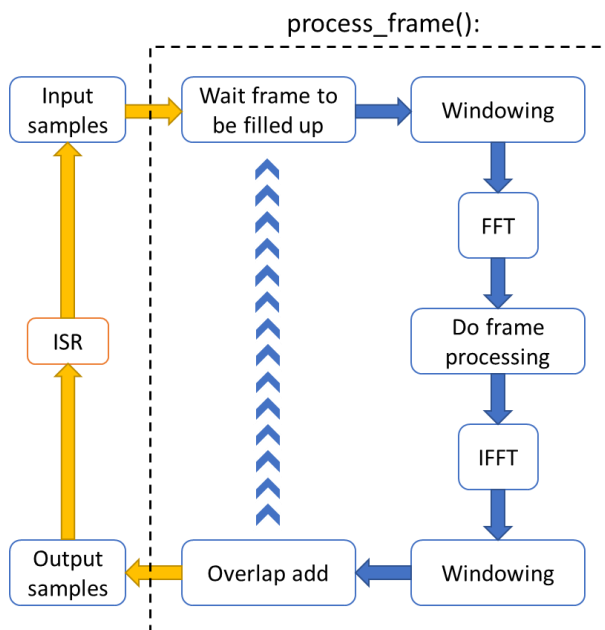 process_frame():
Input
samples
Wait frame to
be filled up
Windowing
FFT
Do frame
processing
ISR
IFFT
Output
samples
Overlap add
Windowing